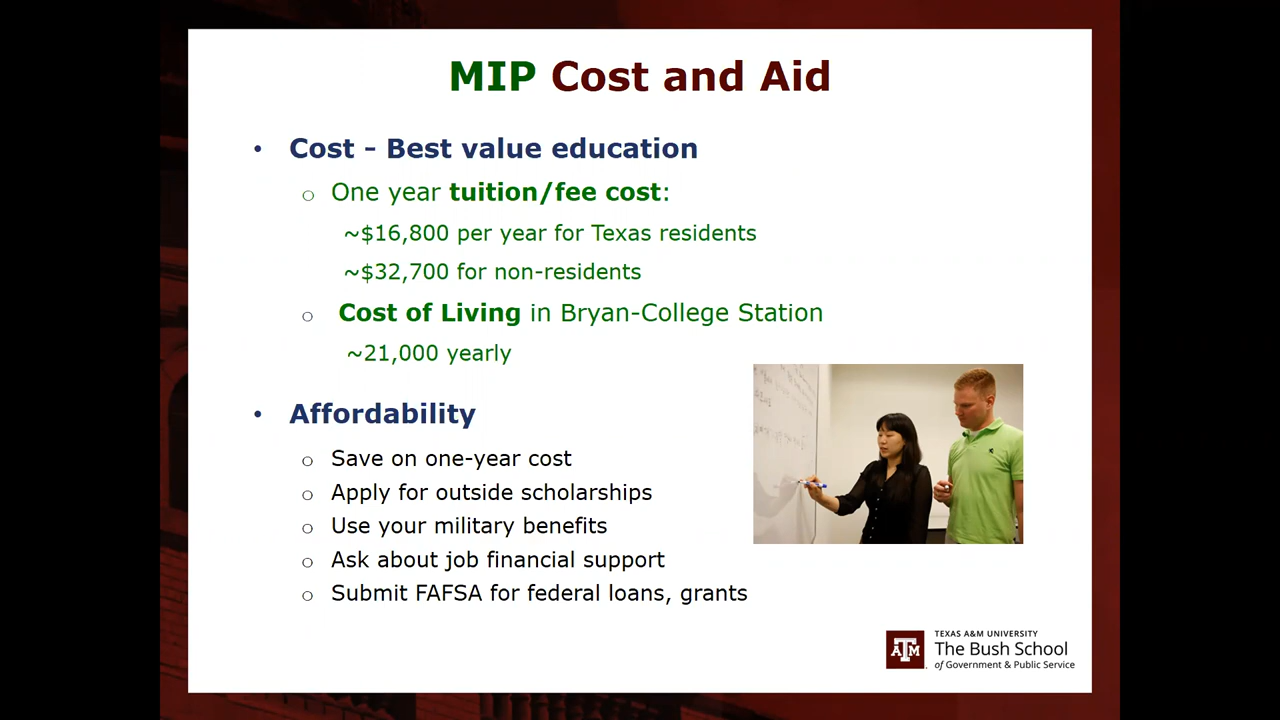 MIP Cost and Aid
• Cost - Best value education
o One year tuition/fee cost:
~$16,800 per year for Texas residents
~$32,700 for non-residents
o Cost of Living in Bryan-College Station
~21,000 yearly
• Affordability
o Save on one-year cost
o Apply for outside scholarships
o Use your military benefits
o Ask about job financial support
o Submit FAFSA for federal loans, grants
ATM
TEXAS A&M UNIVERSITY
The Bush School
of Government & Public Service